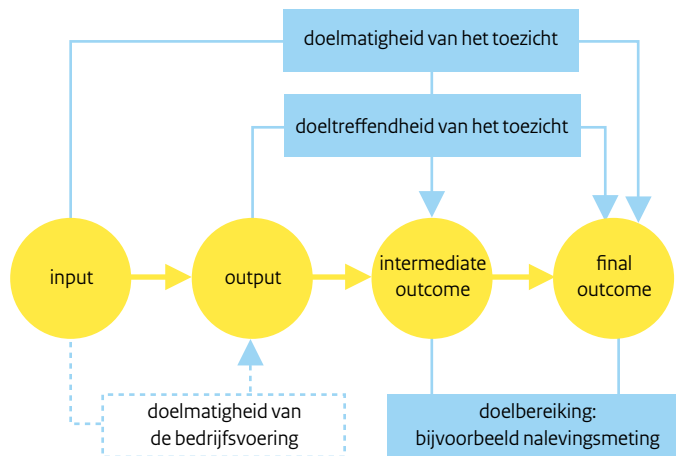 doelmatigheid van het toezicht
doeltreffendheid van het toezicht
input
output
intermediate
outcome
final
outcome
doelmatigheid van
de bedrijfsvoering
doelbereiking:
bijvoorbeeld nalevingsmeting